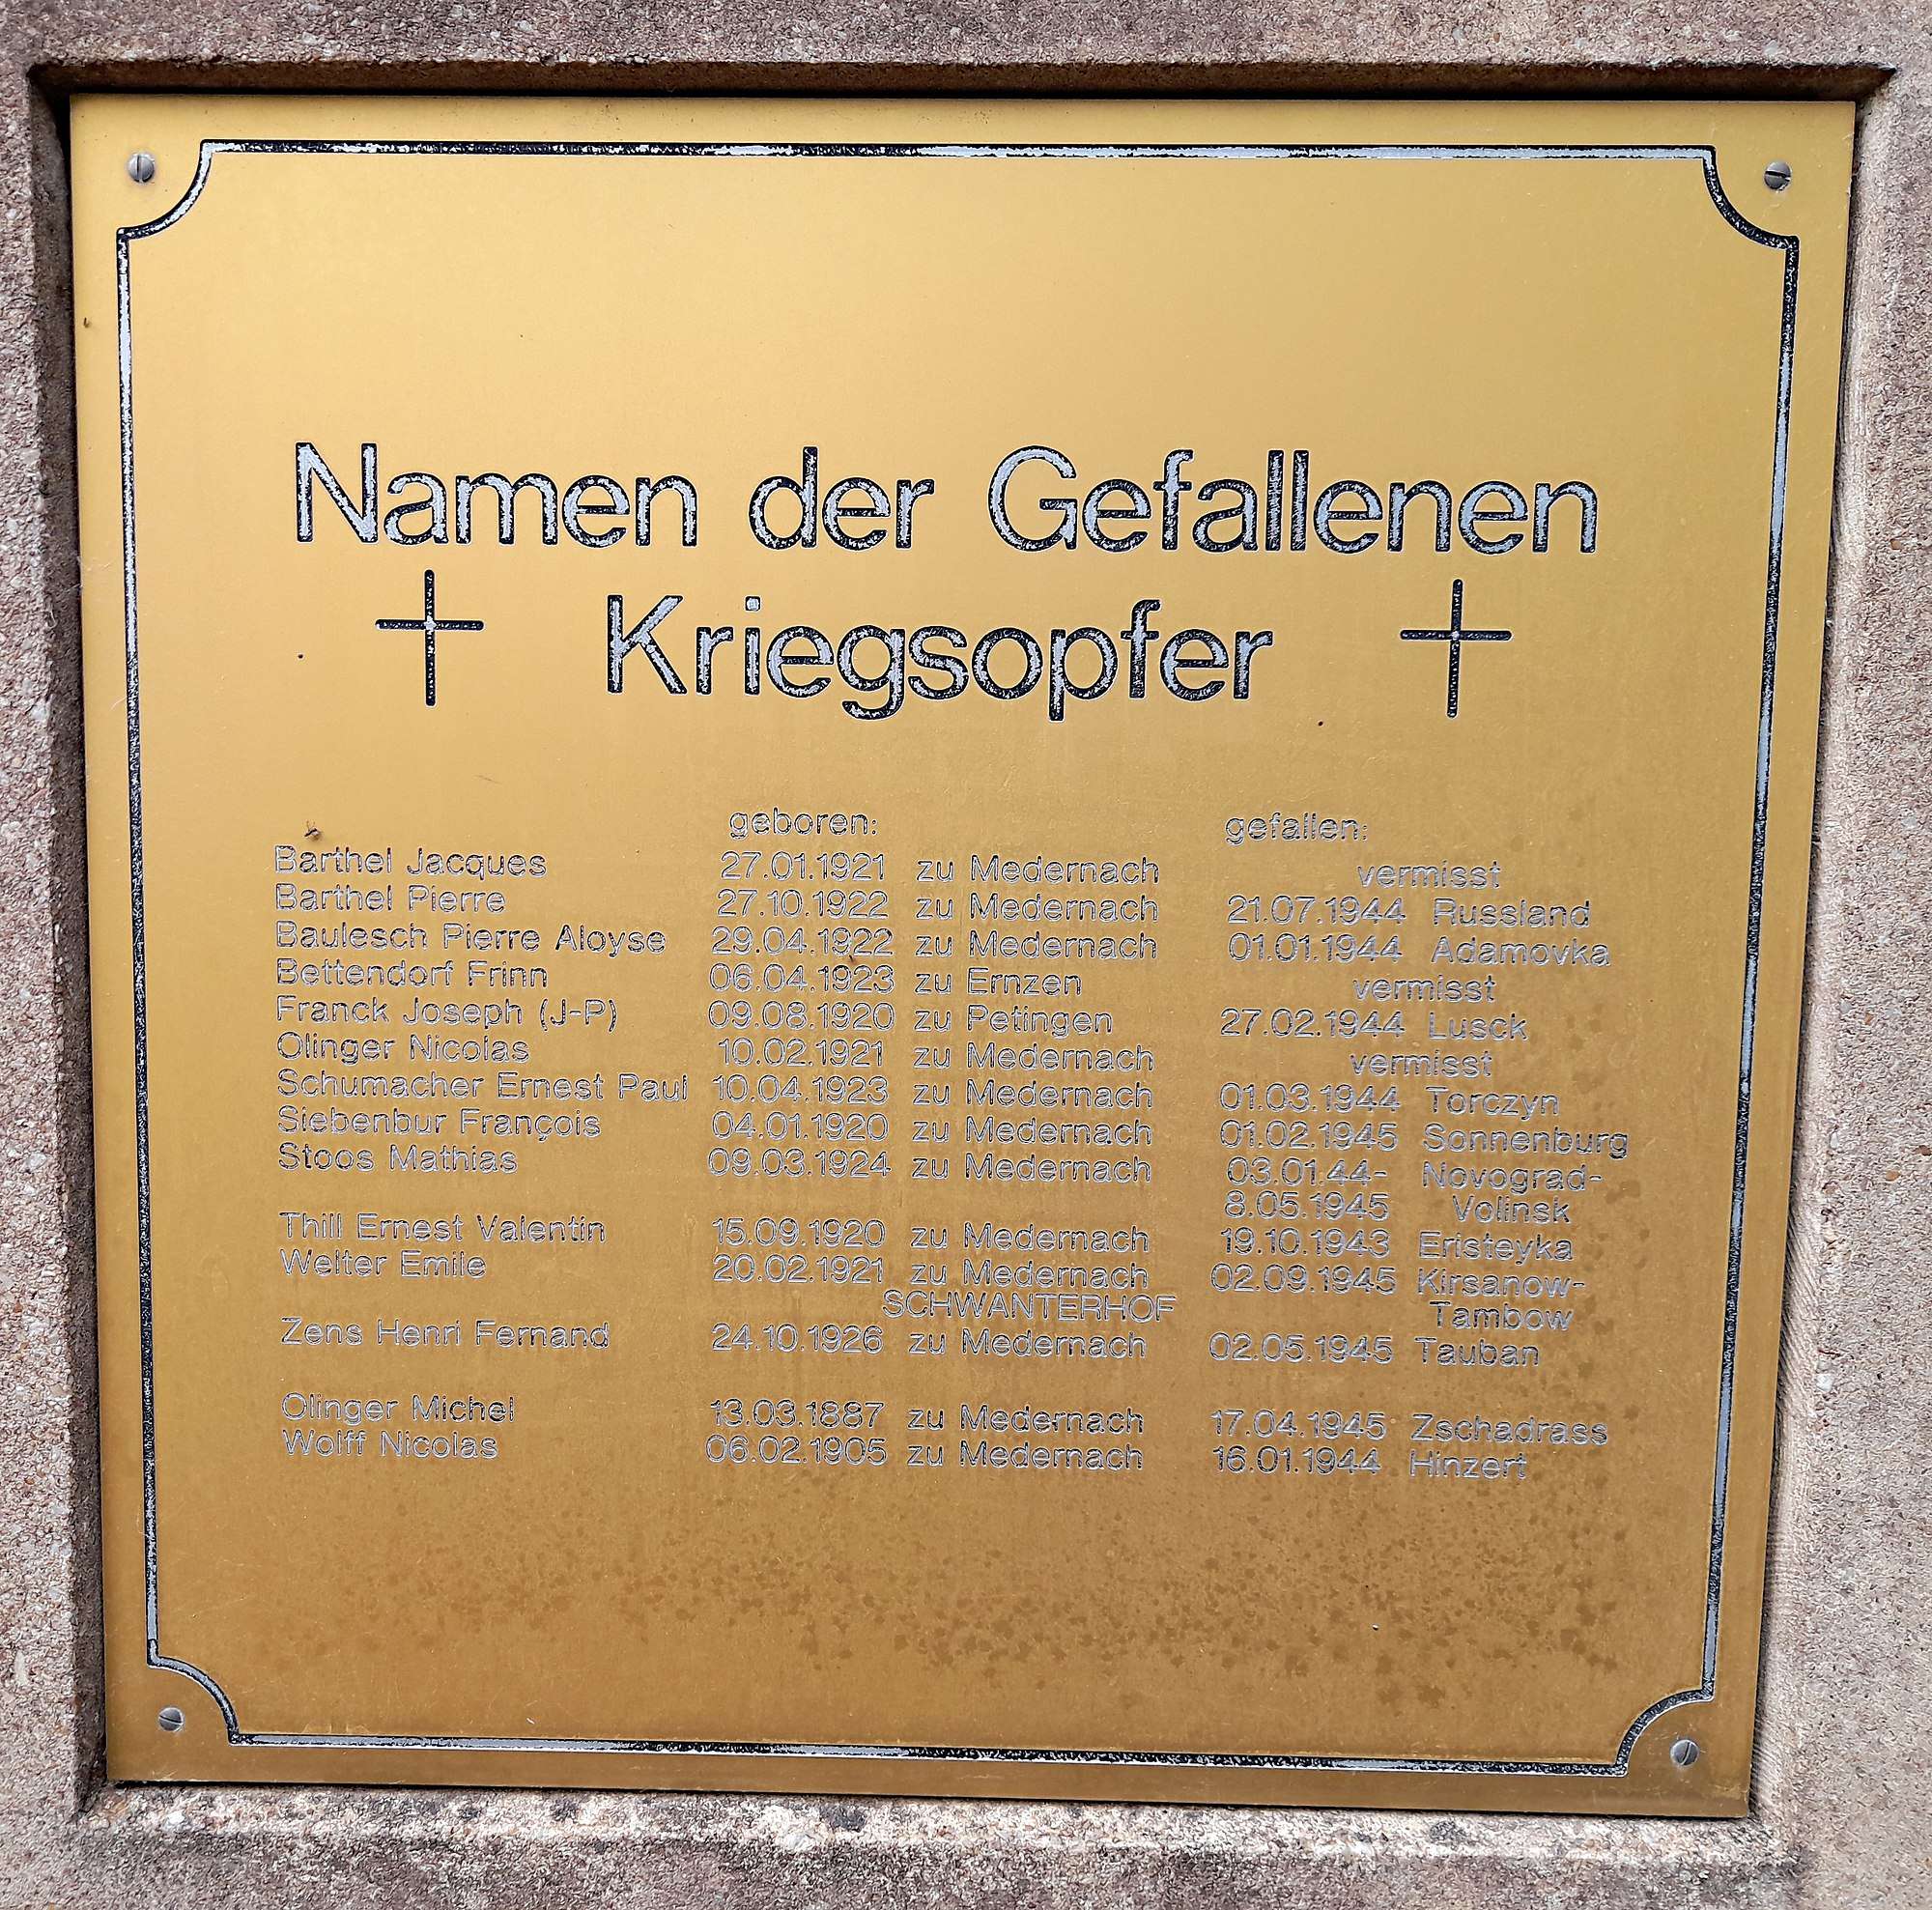 Namen der Gefallenen
Kriegsopfer
geboren: gefallen:
Barthel Jacques 27.01.1921 zu Medernach vermisst
Barthel Pierre 27.10.1922 zu Medernach 21.07.1944 Russland
Baulesch Pierre Aloyse 29.04.1922 zu Medernach 01.01.1944 Adamovka
Bettendorf Frinn 06.04.1923 zu Ernzen vermisst
Franck Joseph (J-P) 09.08.1920 zu Petingen 27.02.1944 Lusck
Olinger Nicolas 10.02.1921 zu Medernach vermisst
Schumacher Ernest Paul 10.04.1923 zu Medernach 01.03.1944 Torczyn
Siebenbur François 04.01.1920 zu Medernach 01.02.1945 Sonnenburg
Stoos Mathias 09.03.1924 zu Medernach 03.01.44- Novograd-
8.05.1945 Volinsk
Thill Ernest Valentin 15.09.1920 zu Medernach 19.10.1943 Eristeyka
Welter Emile 20.02.1921 zu Medernach 02.09.1945 Kirsanow-
SCHWANTERHOF Tambow
Zens Henri Fernand 24.10.1926 zu Medernach 02.05.1945 Tauban
Olinger Michel 13.03.1887 zu Medernach 17.04.1945 Zschadrass
Wolff Nicolas 06.02.1905 zu Medernach 16.01.1944 Hinzert